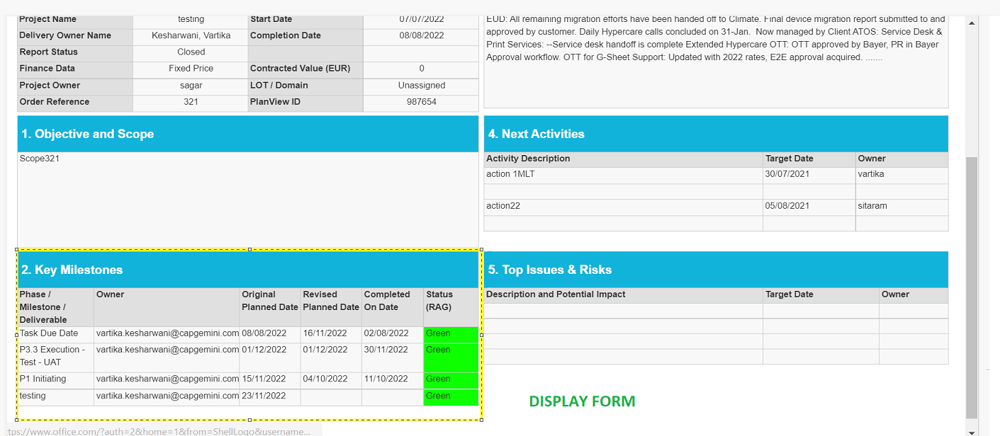 Project Name testing Start Date 07/07/2022
Delivery Owner Name Kesharwani, Vartika Completion Date 08/08/2022
Report Status Closed
Finance Data Fixed Price Contracted Value (EUR) 0
Project Owner sagar LOT / Domain Unassigned
Order Reference 321 PlanView ID 987654
EUD: All remaining migration efforts have been handed off to Climate. Final device migration report submitted to and
approved by customer. Daily Hypercare calls concluded on 31-Jan.  Now managed by Client ATOS: Service Desk &
Print Services: --Service desk handoff is complete Extended Hypercare OTT: OTT approved by Bayer, PR in Bayer
Approval workflow. OTT for G-Sheet Support: Updated with 2022 rates, E2E approval acquired. .......
1. Objective and Scope
Scope321
4. Next Activities
Activity Description Target Date Owner
action 1MLT 30/07/2021 vartika
action22 05/08/2021 sitaram
2. Key Milestones
Phase / Owner Original Revised Completed Status
Milestone / Planned Date Planned Date On Date (RAG)
Deliverable
Task Due Date vartika.kesharwani@capgemini.com 08/08/2022 16/11/2022 02/08/2022 Green
P3.3 Execution - vartika.kesharwani@capgemini.com 01/12/2022 01/12/2022 30/11/2022 Green
Test - UAT
P1 Initiating vartika.kesharwani@capgemini.com 15/11/2022 04/10/2022 11/10/2022 Green
testing vartika.kesharwani@capgemini.com 23/11/2022 Green
5. Top Issues & Risks
Description and Potential Impact Target Date Owner
DISPLAY FORM
tps://www.office.com/?auth=2&home=1&from=ShellLogo&username...